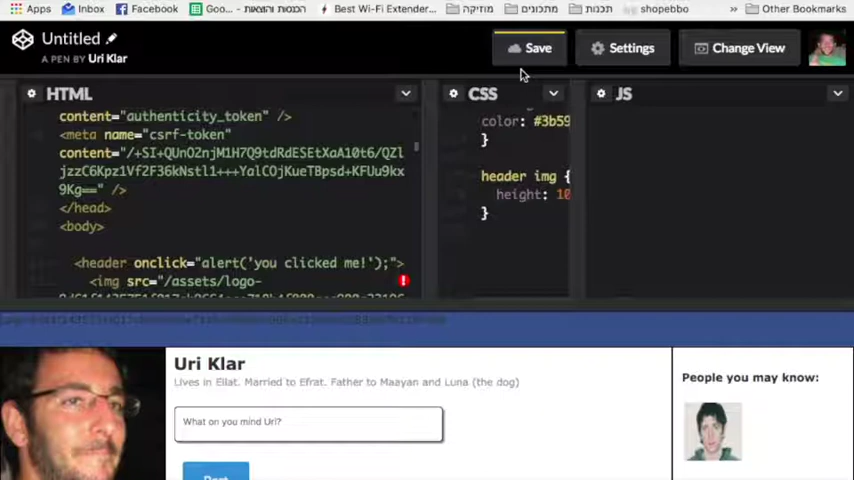 Apps Inbox Facebook Goo... הכנסות והוצאות - Best Wi-Fi Extender... מוזיקה מתכונים תכנות shopebbo » Other Bookmarks
Untitled
A PEN BY Uri Klar
Save Settings Change View
HTML CSS JS
content="authenticity_token" />
<meta name="csrf-token"
content="/+SI+QUnO2njM1H7Q9tdRdESEtXaA10t6/QZl
jzzC6Kpz1Vf2F36kNstl1+++YalCOjKueTBpsd+KFUu9kx
9Kg==" />
</head>
<body>
<header onclick="alert('you clicked me!');">
<img src="/assets/logo-
color: #3b59
}
header img {
height: 10
}
Uri Klar
Lives in Eilat. Married to Efrat. Father to Maayan and Luna (the dog)
What on you mind Uri?
Post
People you may know: